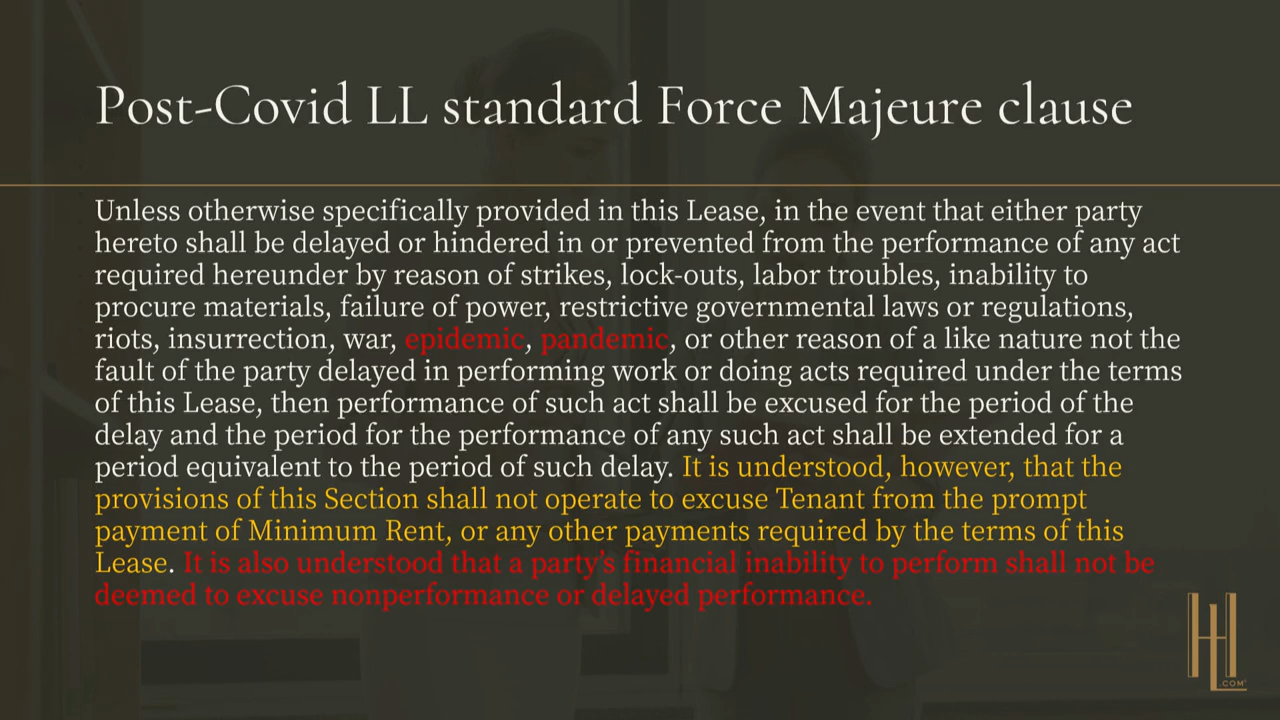 Post-Covid LL standard Force Majeure clause
Unless otherwise specifically provided in this Lease, in the event that either party
hereto shall be delayed or hindered in or prevented from the performance of any act
required hereunder by reason of strikes, lock-outs, labor troubles, inability to
procure materials, failure of power, restrictive governmental laws or regulations,
riots, insurrection, war, epidemic, pandemic, or other reason of a like nature not the
fault of the party delayed in performing work or doing acts required under the terms
of this Lease, then performance of such act shall be excused for the period of the
delay and the period for the performance of any such act shall be extended for a
period equivalent to the period of such delay. It is understood, however, that the
provisions of this Section shall not operate to excuse Tenant from the prompt
payment of Minimum Rent, or any other payments required by the terms of this
Lease. It is also understood that a party's financial inability to perform shall not be
deemed to excuse nonperformance or delayed performance.
HL
.COM